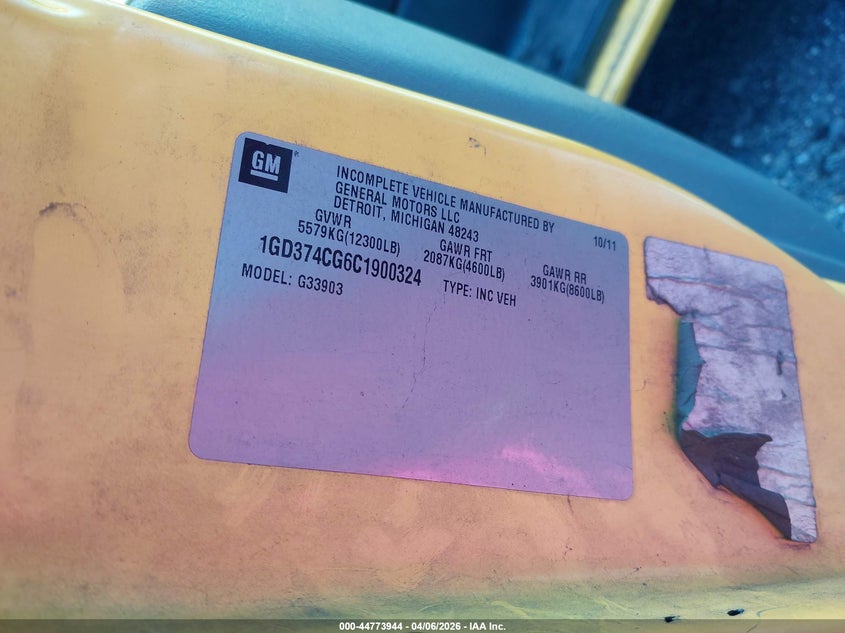 GM®
INCOMPLETE VEHICLE MANUFACTURED BY
GENERAL MOTORS LLC
DETROIT, MICHIGAN 48243
10/11
GVWR
5579KG(12300LB)
GAWR FRT
2087KG(4600LB)
GAWR RR
3901KG(8600LB)
1GD374CG6C1900324
TYPE: INC VEH
MODEL: G33903
000-44773944 - 04/06/2026 - IAA Inc.